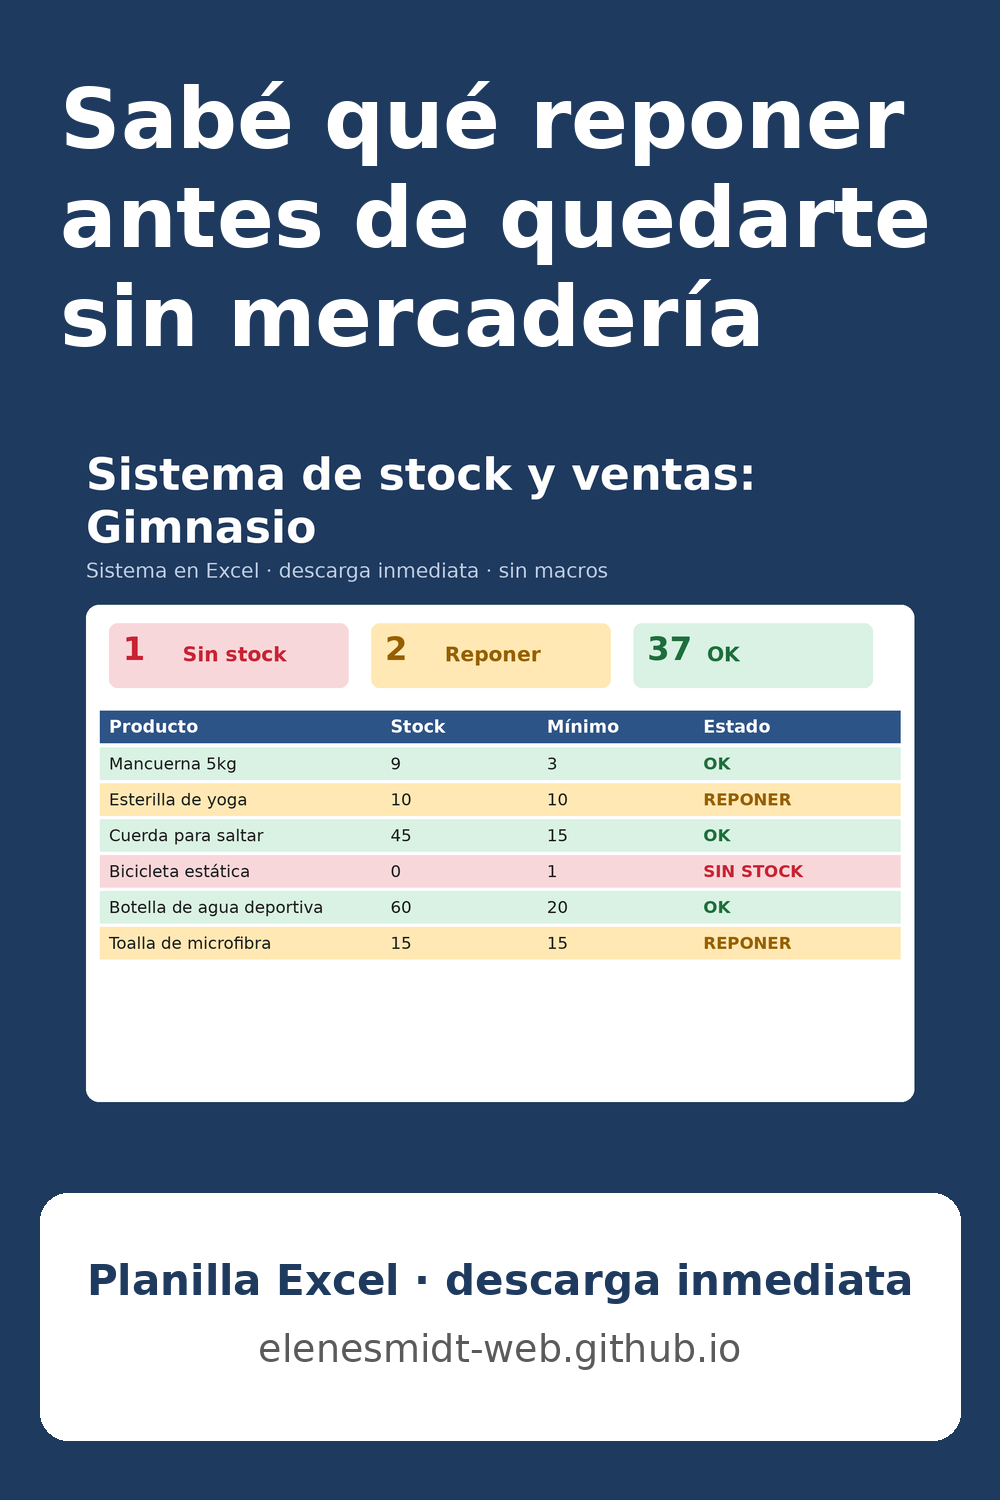 Sabé qué reponer
antes de quedarte
sin mercadería
Sistema de stock y ventas:
Gimnasio
Sistema en Excel · descarga inmediata · sin macros
1 Sin stock 2 Reponer 37 OK
Producto Stock Mínimo Estado
Mancuerna 5kg 9 3 OK
Esterilla de yoga 10 10 REPONER
Cuerda para saltar 45 15 OK
Bicicleta estática 0 1 SIN STOCK
Botella de agua deportiva 60 20 OK
Toalla de microfibra 15 15 REPONER
Planilla Excel · descarga inmediata
elenesmidt-web.github.io